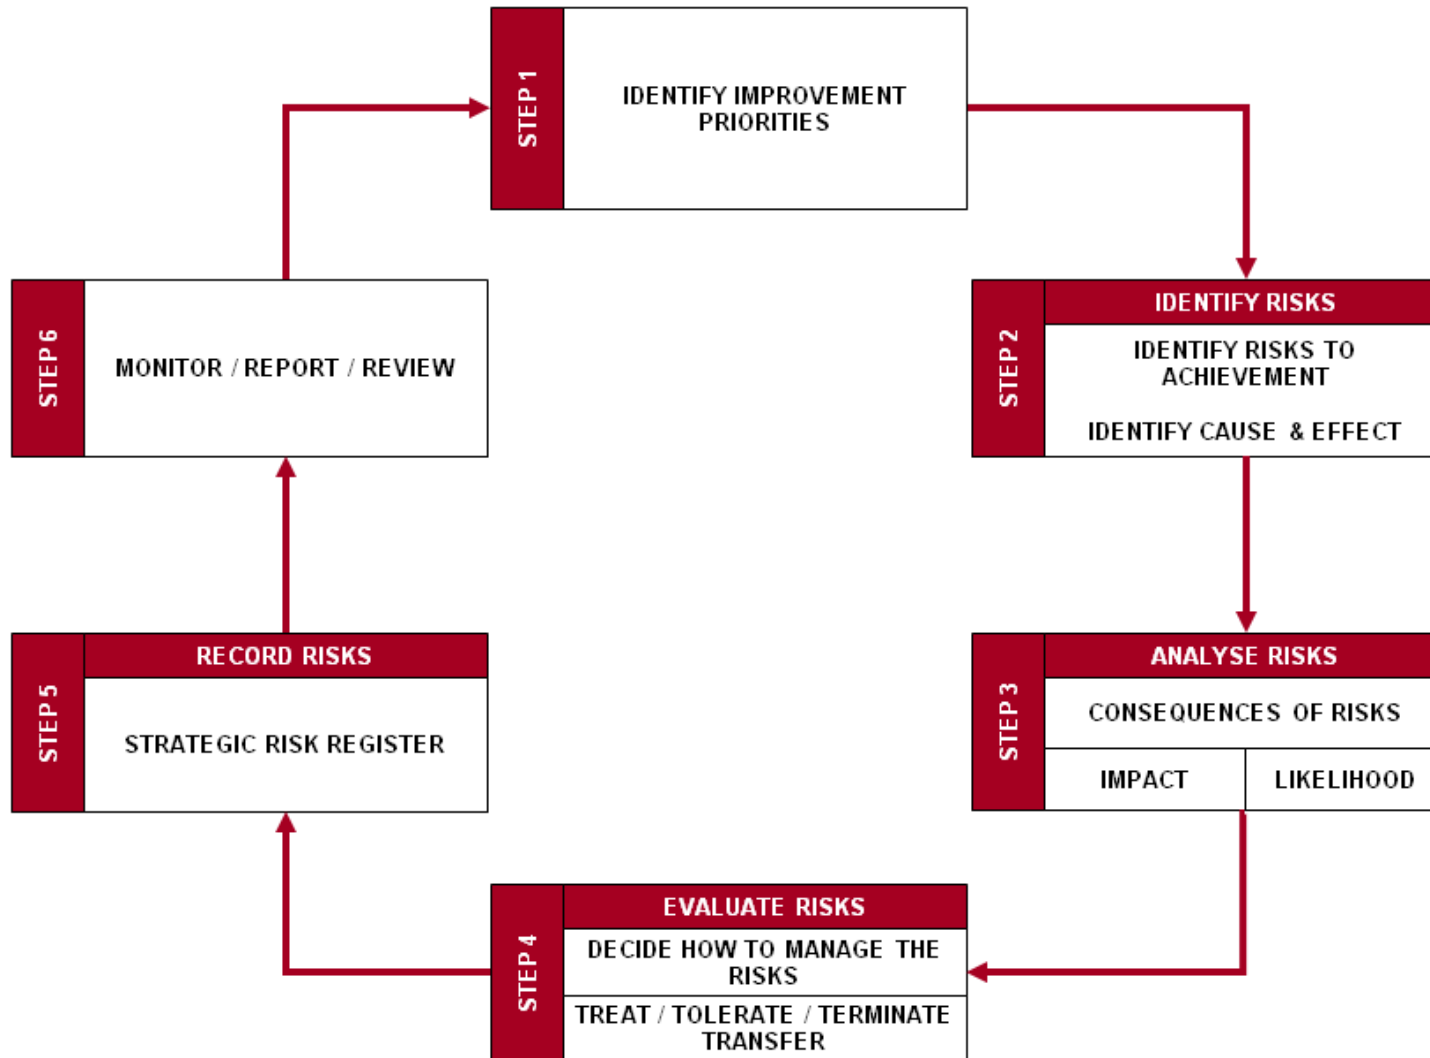 STEP 1
IDENTIFY IMPROVEMENT
PRIORITIES
STEP 2
IDENTIFY RISKS
IDENTIFY RISKS TO
ACHIEVEMENT
IDENTIFY CAUSE & EFFECT
STEP 3
ANALYSE RISKS
CONSEQUENCES OF RISKS
IMPACT
LIKELIHOOD
STEP 4
EVALUATE RISKS
DECIDE HOW TO MANAGE THE
RISKS
TREAT / TOLERATE / TERMINATE
TRANSFER
STEP 5
RECORD RISKS
STRATEGIC RISK REGISTER
STEP 6
MONITOR / REPORT / REVIEW